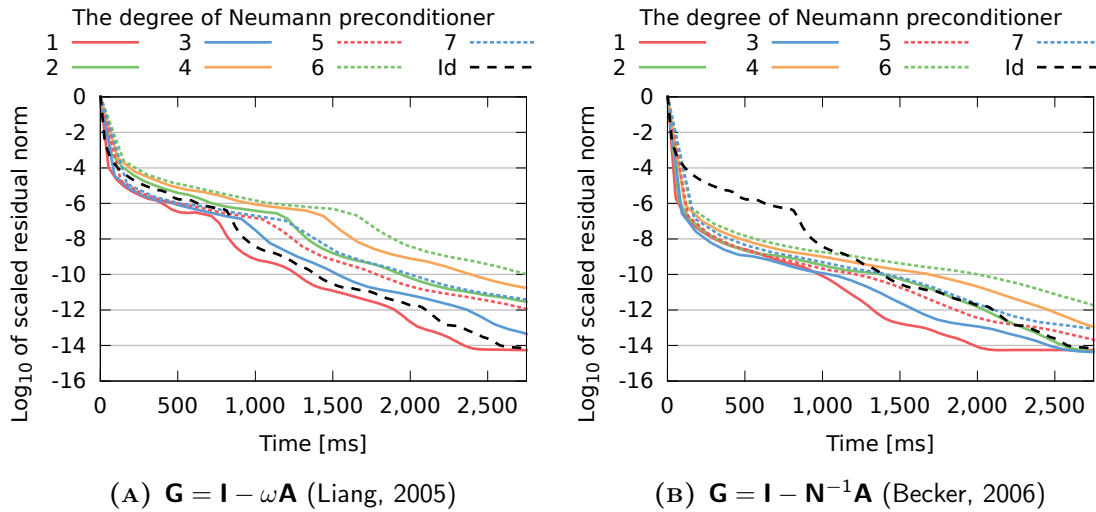 The degree of Neumann preconditioner
1 3 5 7
2 4 6 Id
Log10 of scaled residual norm
0
-2
-4
-6
-8
-10
-12
-14
-16
0 500 1,000 1,500 2,000 2,500
Time [ms]
(A) G = I − ωA (Liang, 2005)
The degree of Neumann preconditioner
1 3 5 7
2 4 6 Id
Log10 of scaled residual norm
0
-2
-4
-6
-8
-10
-12
-14
-16
0 500 1,000 1,500 2,000 2,500
Time [ms]
(B) G = I − N⁻¹A (Becker, 2006)